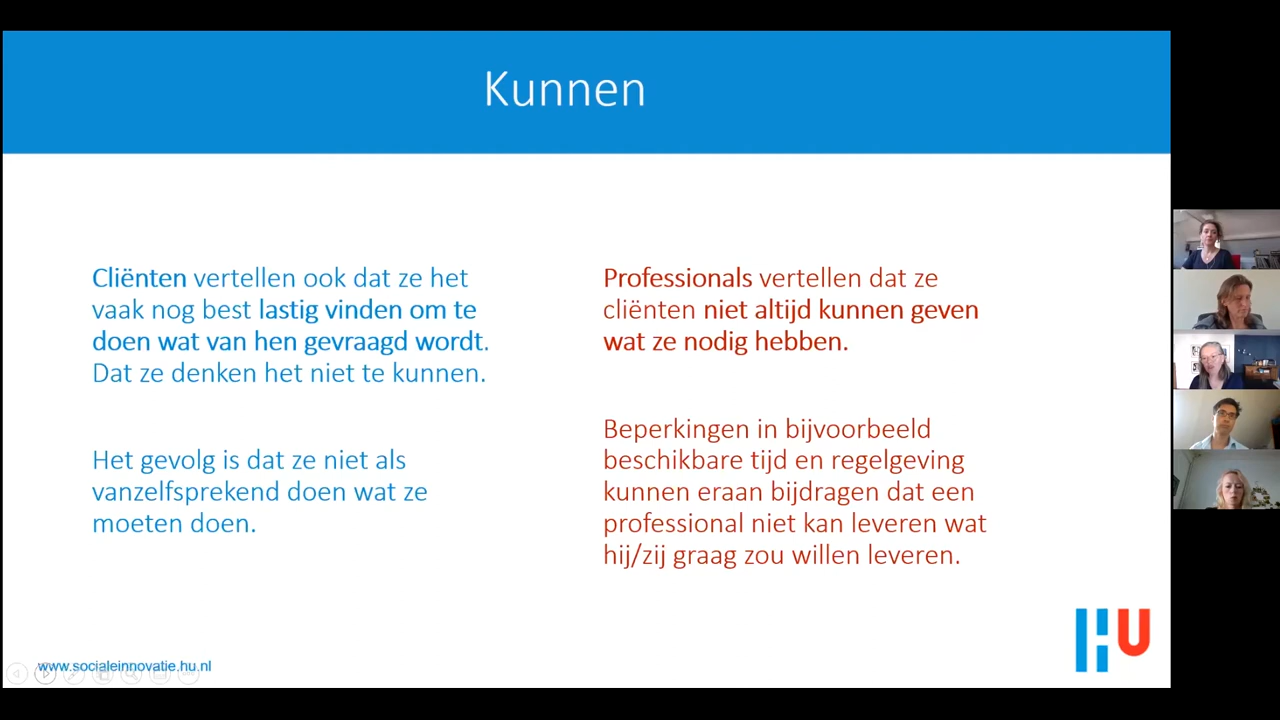 Kunnen
Cliënten vertellen ook dat ze het
vaak nog best lastig vinden om te
doen wat van hen gevraagd wordt.
Dat ze denken het niet te kunnen.
Het gevolg is dat ze niet als
vanzelfsprekend doen wat ze
moeten doen.
Professionals vertellen dat ze
cliënten niet altijd kunnen geven
wat ze nodig hebben.
Beperkingen in bijvoorbeeld
beschikbare tijd en regelgeving
kunnen eraan bijdragen dat een
professional niet kan leveren wat
hij/zij graag zou willen leveren.
www.socialeinnovatie.hu.nl
HU